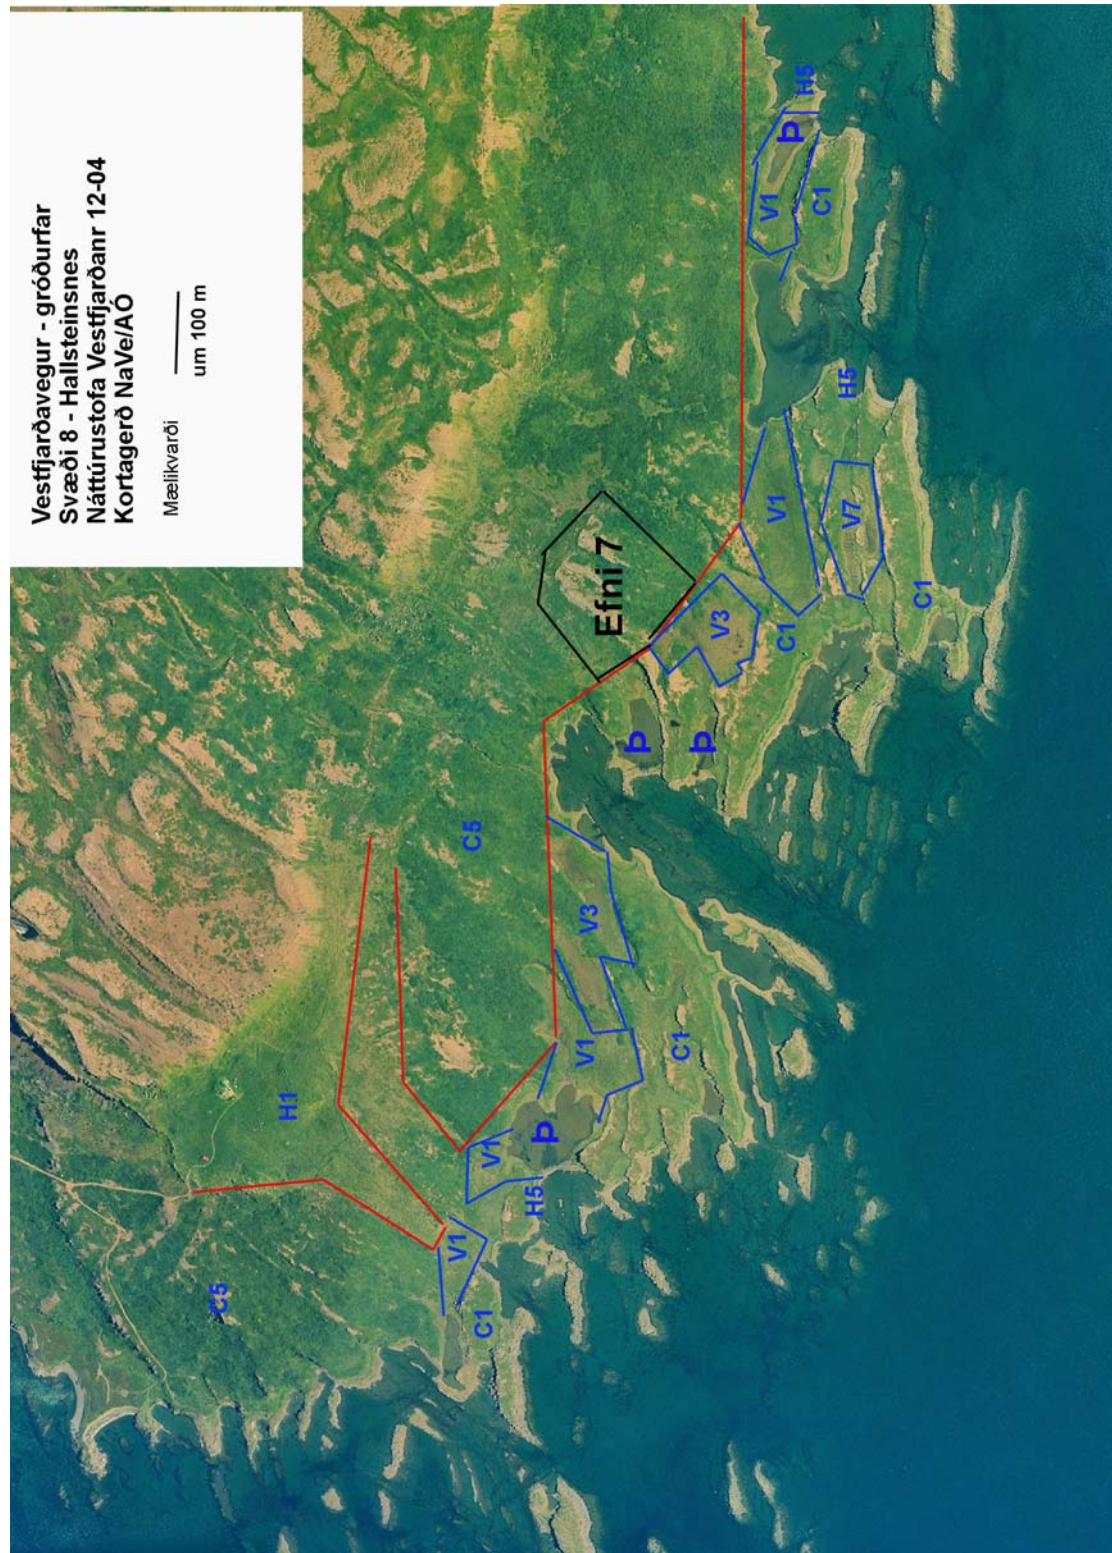 Vestfjarðavegur - gróðurfar
Svæði 8 - Hallsteinsnes
Náttúrustofa Vestfjarðanr 12-04
Kortagerð NaVe/AÓ
Mælikvarði
um 100 m
C5
H1
C5
V1
C1
V1
H5
Þ
V1
V3
C1
Efni 7
Þ
Þ
V3
C1
V1
V7
C1
H5
V1
Þ
H5
C1